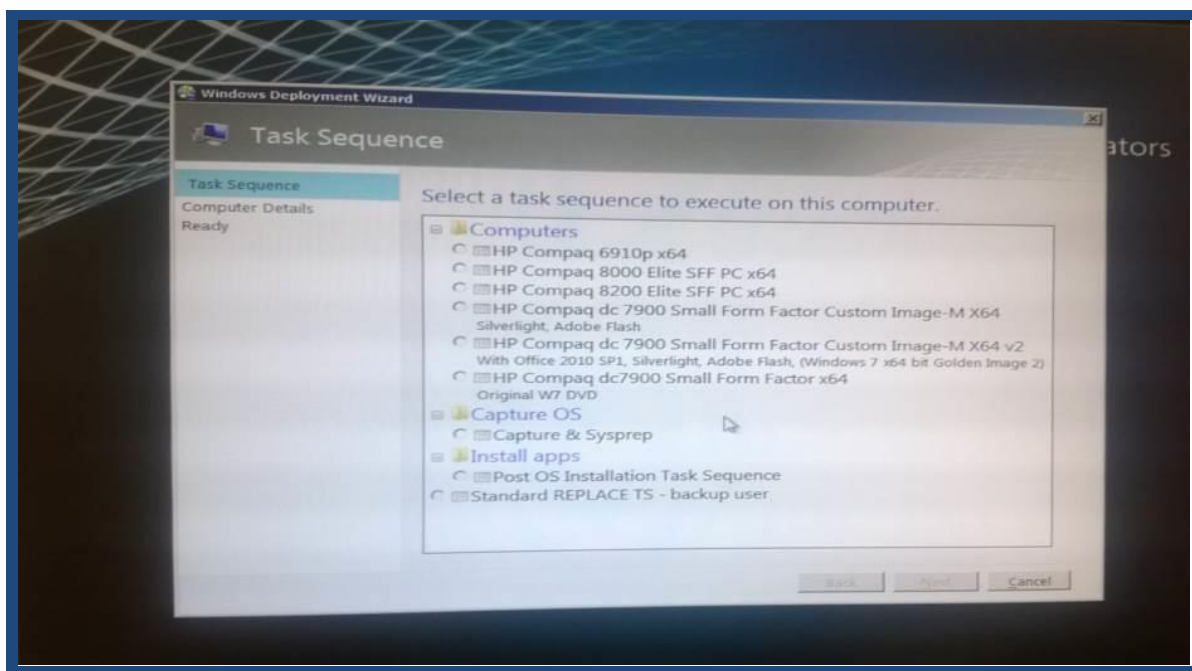 Windows Deployment Wizard
Task Sequence
ators
Task Sequence
Computer Details
Ready
Select a task sequence to execute on this computer.
Computers
HP Compaq 6910p x64
HP Compaq 8000 Elite SFF PC x64
HP Compaq 8200 Elite SFF PC x64
HP Compaq dc 7900 Small Form Factor Custom Image-M X64
Silverlight, Adobe Flash
HP Compaq dc 7900 Small Form Factor Custom Image-M X64 v2
With Office 2010 SP1, Silverlight, Adobe Flash, (Windows 7 x64 bit Golden Image 2)
HP Compaq dc7900 Small Form Factor x64
Original W7 DVD
Capture OS
Capture & Sysprep
Install apps
Post OS Installation Task Sequence
Standard REPLACE TS - backup user
Back Next Cancel